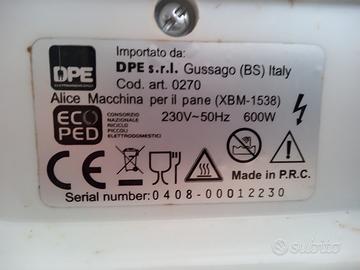 DPE
Importato da:
DPE s.r.l. Gussago (BS) Italy
Cod. art. 0270
Alice Macchina per il pane (XBM-1538)
ECO
PED
CONSORZIO
NAZIONALE
RICICLO
PICCOLI
ELETTRODOMESTICI
230V~50Hz 600W
CE
Made in P.R.C.
Serial number: 0408-00012230
subito